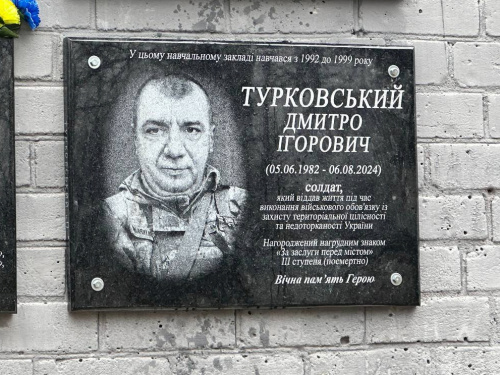 У цьому навчальному закладі навчався з 1992 до 1999 року
ТУРКОВСЬКИЙ
ДМИТРО
ІГОРОВИЧ
(05.06.1982 - 06.08.2024)
солдат,
який віддав життя під час
виконання військового обов'язку із
захисту територіальної цілісності
та недоторканості України
Нагороджений нагрудним знаком
«За заслуги перед містом»
ІІІ ступеня (посмертно)
Вічна пам'ять Герою